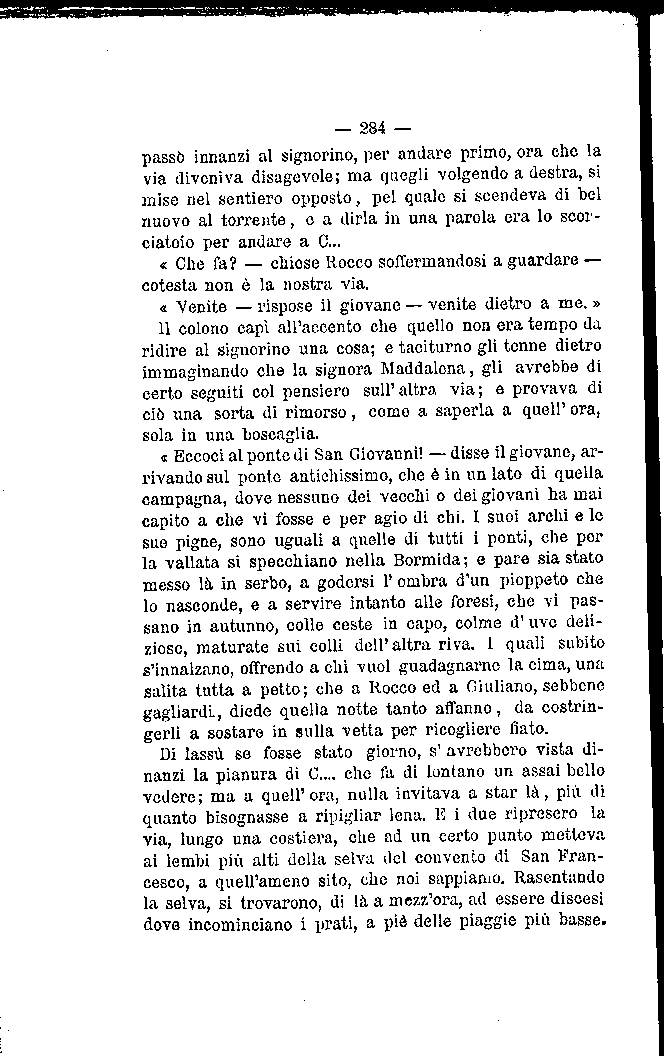 — 284 —
passò innanzi al signorino, per andare primo, ora che la
via diveniva disagevole; ma quegli volgendo a destra, si
mise nel sentiero opposto, pel quale si scendeva di bel
nuovo al torrente, e a dirla in una parola era lo scor-
ciatoio per andare a C...
« Che fa? — chiese Rocco soffermandosi a guardare —
cotesta non è la nostra via.
« Venite — rispose il giovane — venite dietro a me. »
Il colono capì all'accento che quello non era tempo da
ridire al signorino una cosa; e taciturno gli tenne dietro
immaginando che la signora Maddalena, gli avrebbe di
certo seguiti col pensiero sull'altra via; e provava di
ciò una sorta di rimorso, come a saperla a quell'ora,
sola in una boscaglia.
« Eccoci al ponte di San Giovanni! — disse il giovane, ar-
rivando sul ponte antichissimo, che è in un lato di quella
campagna, dove nessuno dei vecchi o dei giovani ha mai
capito a che vi fosse e per agio di chi. I suoi archi e le
sue pigne, sono uguali a quelle di tutti i ponti, che per
la vallata si specchiano nella Bormida; e pare sia stato
messo là in serbo, a godersi l'ombra d'un pioppeto che
lo nasconde, e a servire intanto alle foresi, che vi pas-
sano in autunno, colle ceste in capo, colme d'uve deli-
ziose, maturate sui colli dell'altra riva. I quali subito
s'innalzano, offrendo a chi vuol guadagnarne la cima, una
salita tutta a petto; che a Rocco ed a Giuliano, sebbene
gagliardi, diede quella notte tanto affanno, da costrin-
gerli a sostare in sulla vetta per ricogliere fiato.
Di lassù se fosse stato giorno, s'avrebbero vista di-
nanzi la pianura di C.... che fa di lontano un assai bello
vedere; ma a quell'ora, nulla invitava a star là, più di
quanto bisognasse a ripigliar lena. E i due ripresero la
via, lungo una costiera, che ad un certo punto metteva
ai lembi più alti della selva del convento di San Fran-
cesco, a quell'ameno sito, che noi sappiamo. Rasentando
la selva, si trovarono, di là a mezz'ora, ad essere discesi
dove incominciano i prati, a piè delle piaggie più basse.